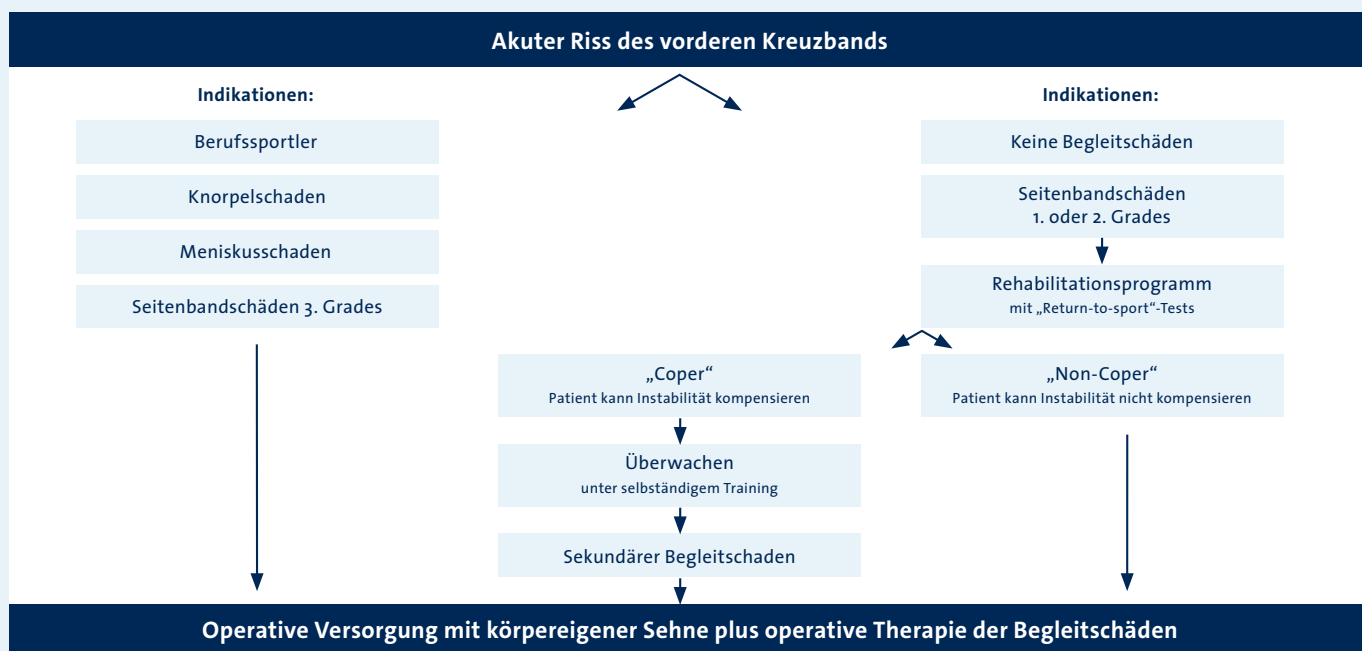 Akuter Riss des vorderen Kreuzbands
Indikationen:
Berufssportler
Knorpelschaden
Meniskusschaden
Seitenbandschäden 3. Grades
Indikationen:
Keine Begleitschäden
Seitenbandschäden
1. oder 2. Grades
Rehabilitationsprogramm
mit „Return-to-sport“-Tests
„Coper“
Patient kann Instabilität kompensieren
„Non-Coper“
Patient kann Instabilität nicht kompensieren
Überwachen
unter selbständigem Training
Sekundärer Begleitschaden
Operative Versorgung mit körpereigener Sehne plus operative Therapie der Begleitschäden